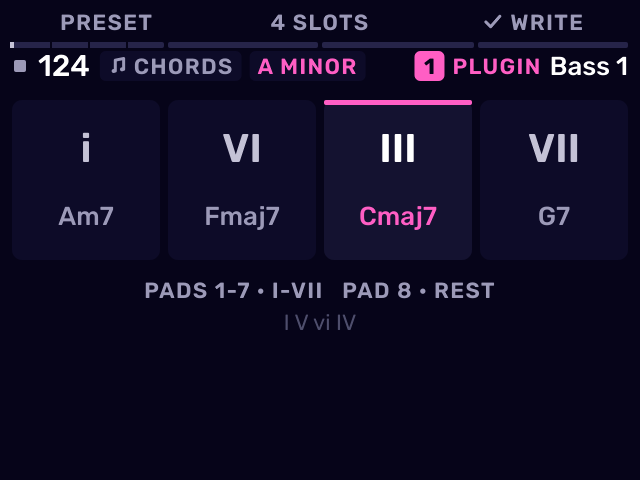 PRESET 4 SLOTS ✓ WRITE
124 ♫ CHORDS A MINOR 1 PLUGIN Bass 1
i VI III VII
Am7 Fmaj7 Cmaj7 G7
PADS 1-7 • I-VII PAD 8 • REST
I V vi IV